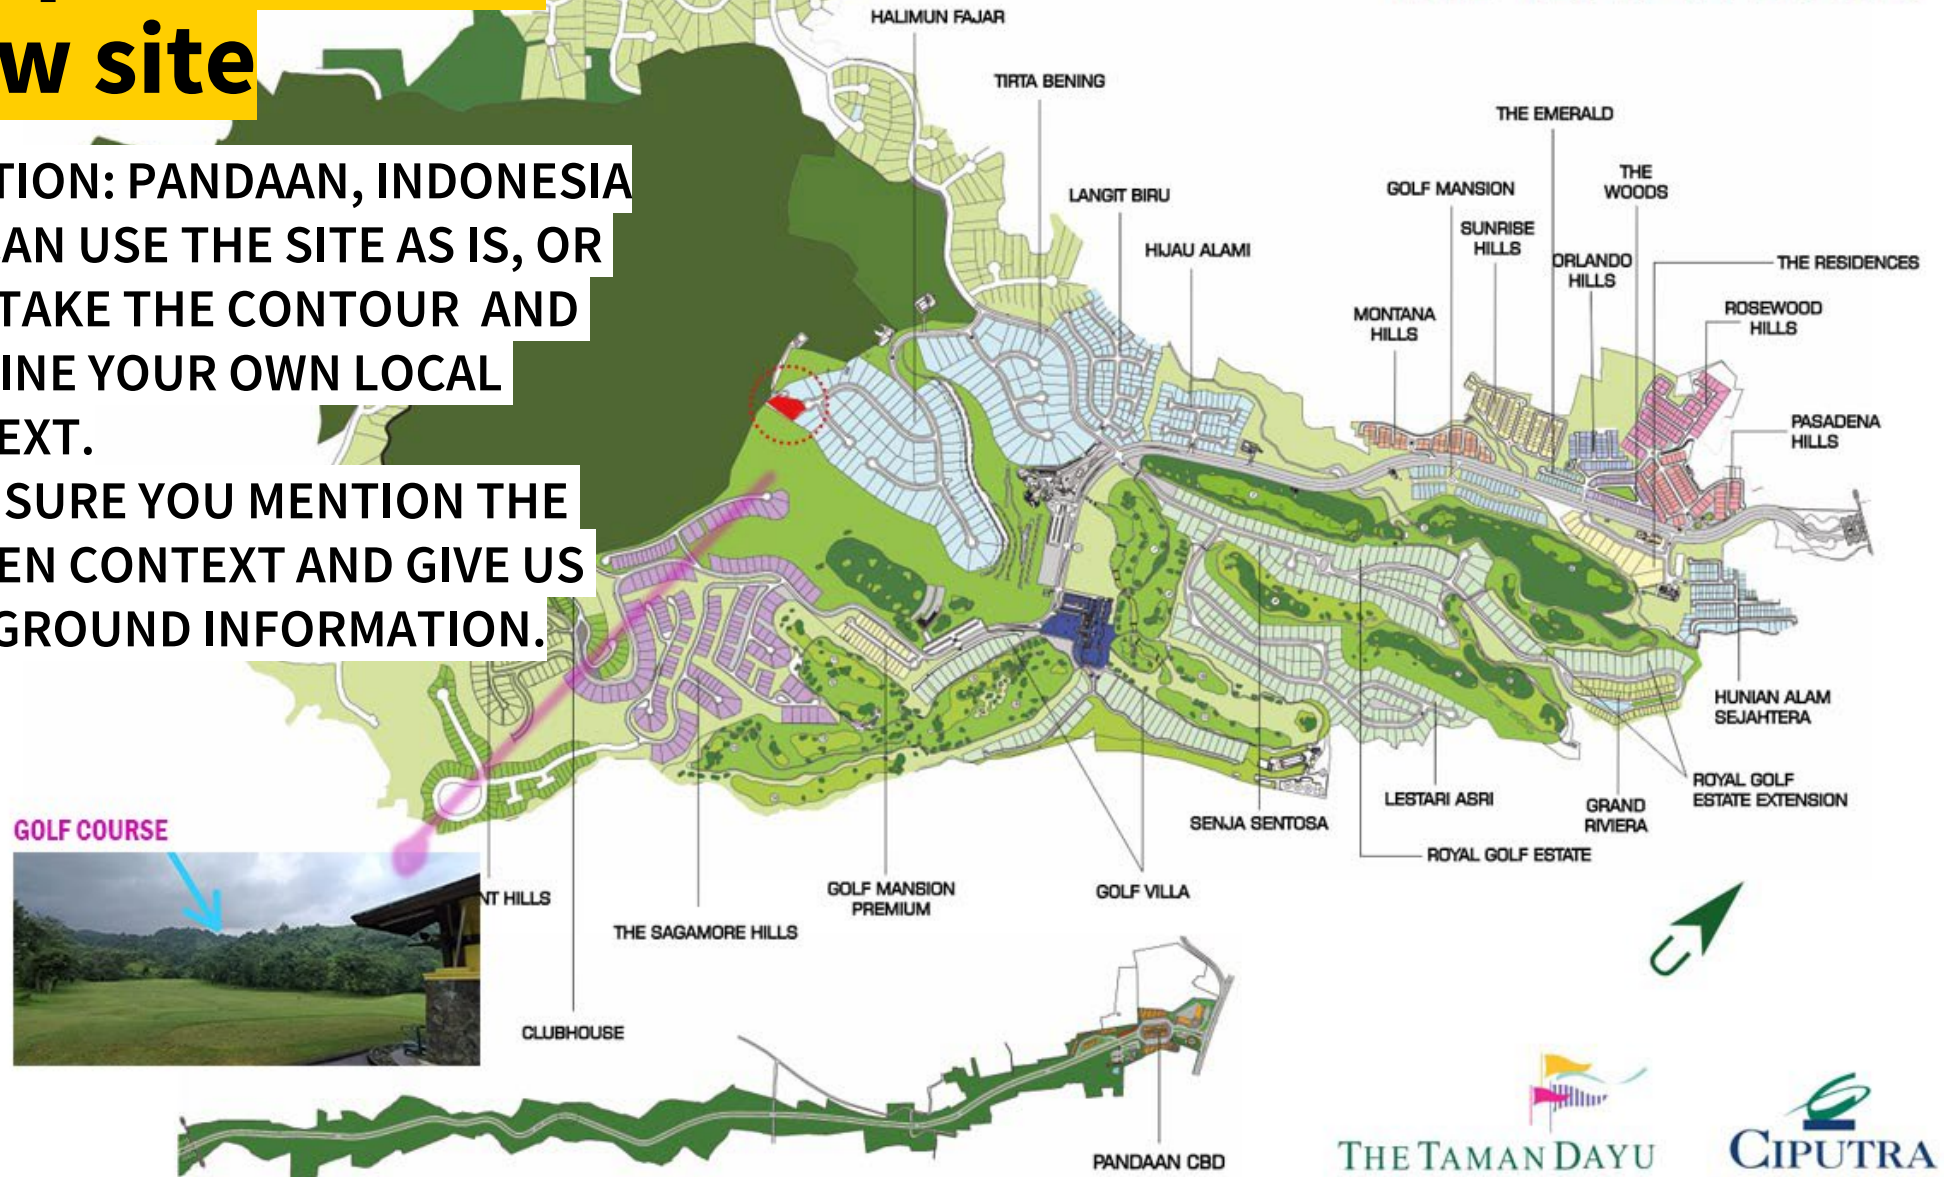 w site
TION: PANDAAN, INDONESIA
AN USE THE SITE AS IS, OR
TAKE THE CONTOUR AND
INE YOUR OWN LOCAL
EXT.
SURE YOU MENTION THE
EN CONTEXT AND GIVE US
GROUND INFORMATION.
HALIMUN FAJAR
TIRTA BENING
LANGIT BIRU
HIJAU ALAMI
THE EMERALD
GOLF MANSION
THE
WOODS
SUNRISE
HILLS
ORLANDO
HILLS
THE RESIDENCES
MONTANA
HILLS
ROSEWOOD
HILLS
PASADENA
HILLS
HUNIAN ALAM
SEJAHTERA
ROYAL GOLF
ESTATE EXTENSION
GRAND
RIVIERA
LESTARI ASRI
SENJA SENTOSA
ROYAL GOLF ESTATE
GOLF VILLA
GOLF MANSION
PREMIUM
THE SAGAMORE HILLS
NT HILLS
CLUBHOUSE
GOLF COURSE
PANDAAN CBD
U
THE TAMAN DAYU
CIPUTRA